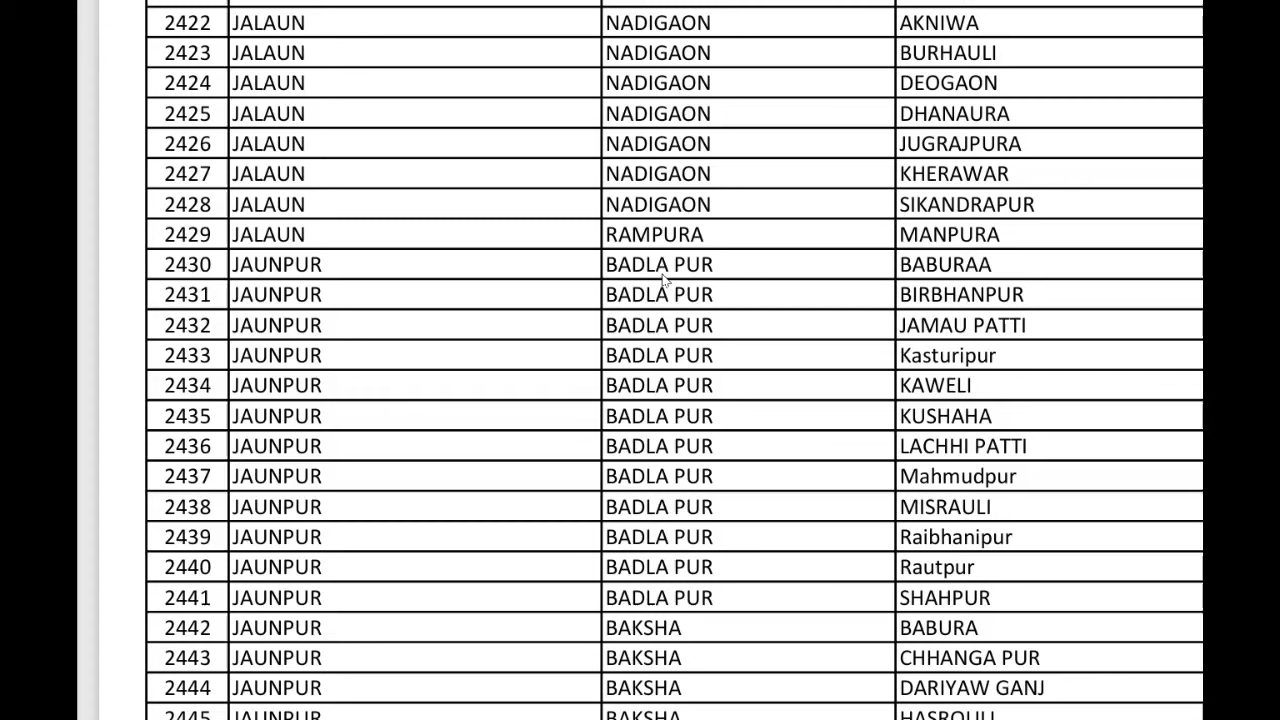 2422 JALAUN NADIGAON AKNIWA
2423 JALAUN NADIGAON BURHAULI
2424 JALAUN NADIGAON DEOGAON
2425 JALAUN NADIGAON DHANAURA
2426 JALAUN NADIGAON JUGRAJPURA
2427 JALAUN NADIGAON KHERAWAR
2428 JALAUN NADIGAON SIKANDRAPUR
2429 JALAUN RAMPURA MANPURA
2430 JAUNPUR BADLA PUR BABURAA
2431 JAUNPUR BADLA PUR BIRBHANPUR
2432 JAUNPUR BADLA PUR JAMAU PATTI
2433 JAUNPUR BADLA PUR Kasturipur
2434 JAUNPUR BADLA PUR KAWELI
2435 JAUNPUR BADLA PUR KUSHAHA
2436 JAUNPUR BADLA PUR LACHHI PATTI
2437 JAUNPUR BADLA PUR Mahmudpur
2438 JAUNPUR BADLA PUR MISRAULI
2439 JAUNPUR BADLA PUR Raibhanipur
2440 JAUNPUR BADLA PUR Rautpur
2441 JAUNPUR BADLA PUR SHAHPUR
2442 JAUNPUR BAKSHA BABURA
2443 JAUNPUR BAKSHA CHHANGA PUR
2444 JAUNPUR BAKSHA DARIYAW GANJ
2445 JAUNPUR BAKSHA